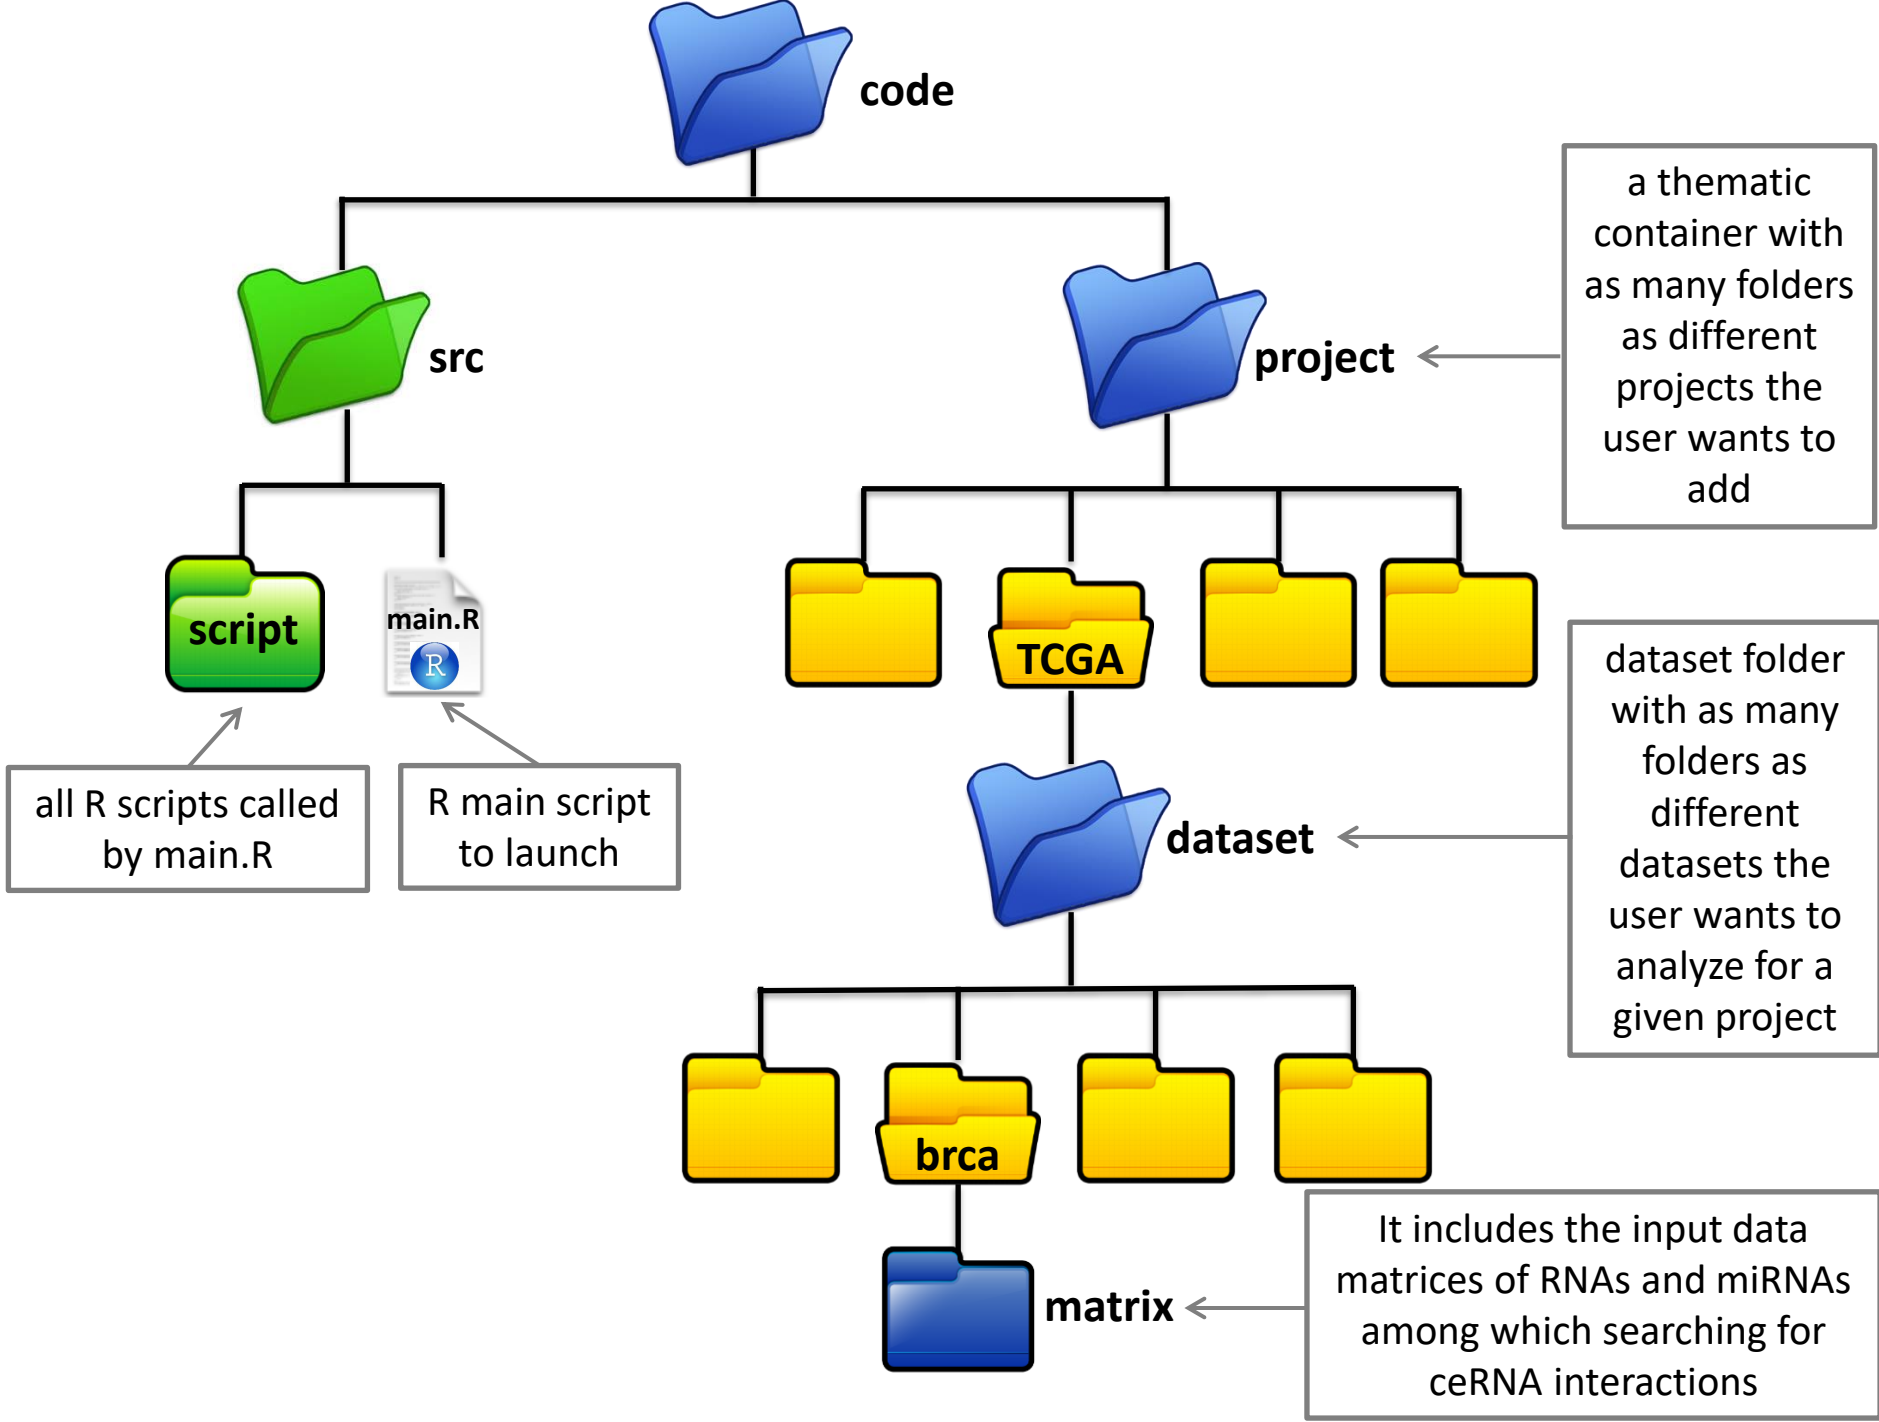 code
a thematic
container with
as many folders
as different
projects the
user wants to
add
src
project
script
main.R
R
TCGA
all R scripts called
by main.R
R main script
to launch
dataset folder
with as many
folders as
different
datasets the
user wants to
analyze for a
given project
dataset
brca
matrix
It includes the input data
matrices of RNAs and miRNAs
among which searching for
ceRNA interactions